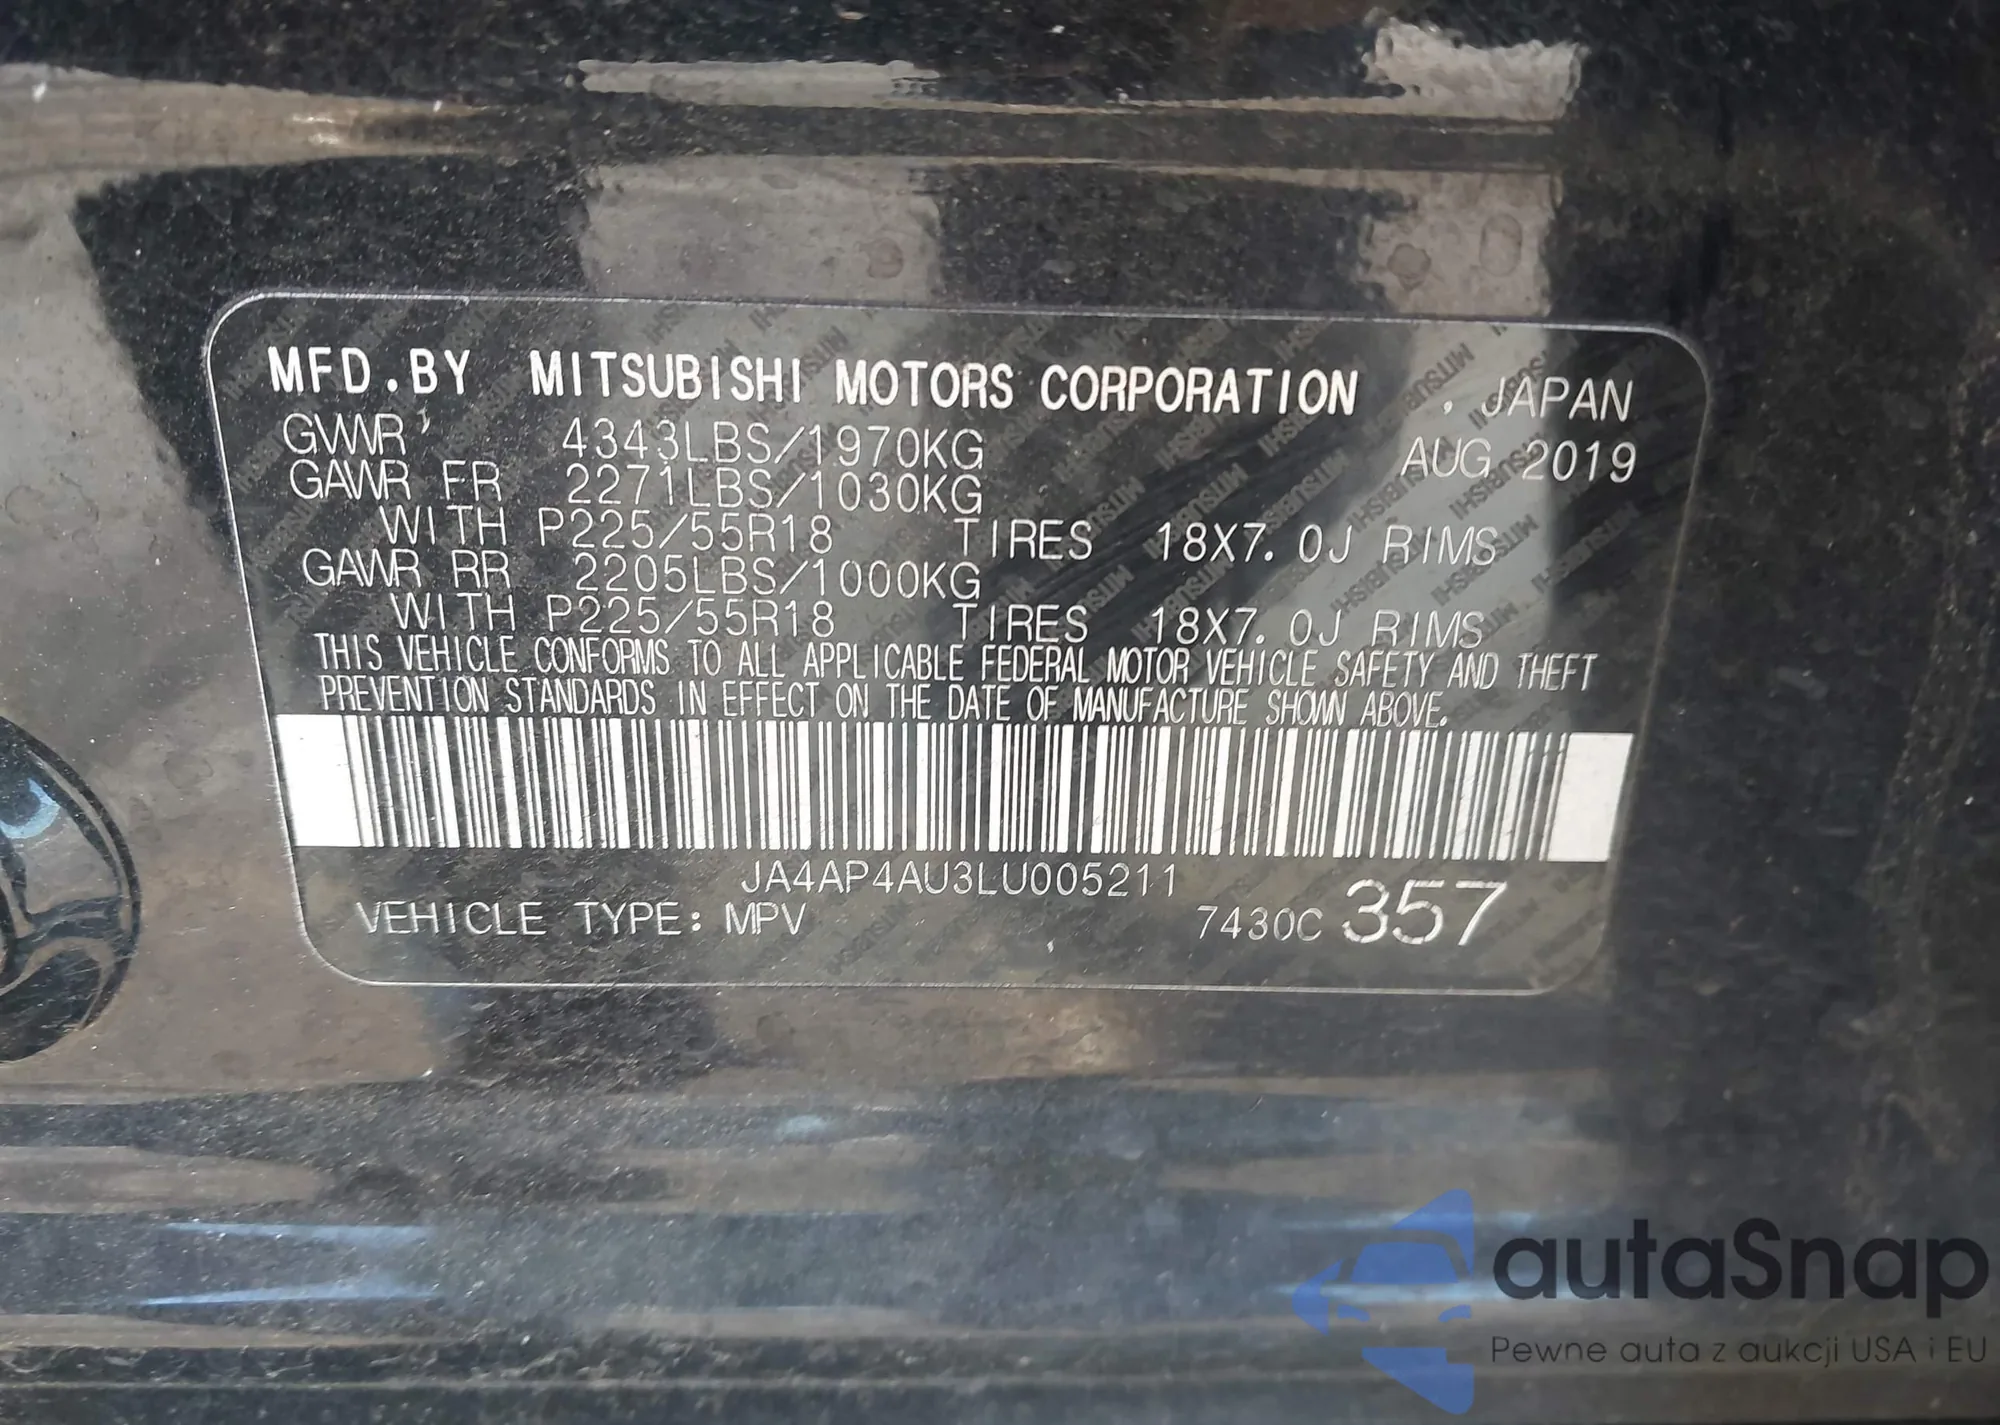 MFD.BY MITSUBISHI MOTORS CORPORATION , JAPAN
GVWR 4343LBS/1970KG AUG 2019
GAWR FR 2271LBS/1030KG
WITH P225/55R18 TIRES 18X7.0J RIMS
GAWR RR 2205LBS/1000KG
WITH P225/55R18 TIRES 18X7.0J RIMS
THIS VEHICLE CONFORMS TO ALL APPLICABLE FEDERAL MOTOR VEHICLE SAFETY AND THEFT
PREVENTION STANDARDS IN EFFECT ON THE DATE OF MANUFACTURE SHOWN ABOVE.
JA4AP4AU3LU005211
VEHICLE TYPE: MPV 7430C 357
autaSnap
Pewne auta z aukcji USA i EU